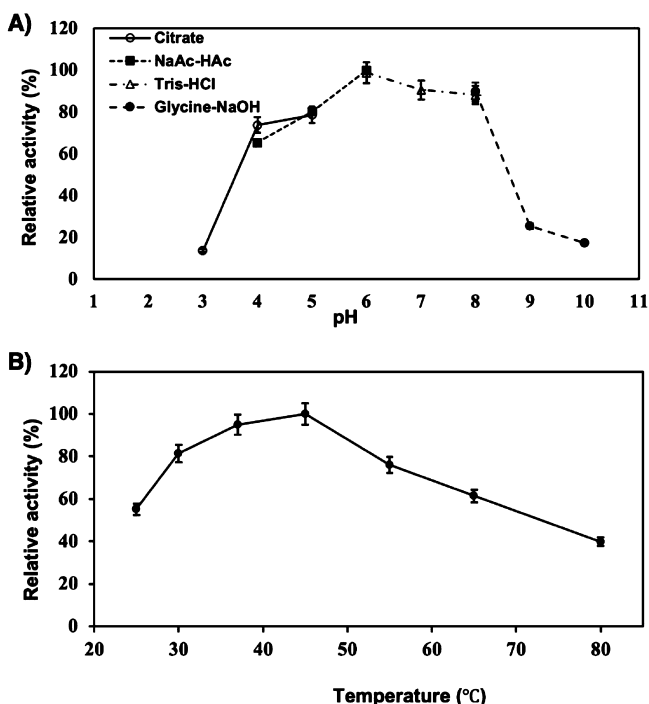 A)
Relative activity (%)
120
100
80
60
40
20
0
Citrate
NaAc-HAc
Tris-HCl
Glycine-NaOH
1 2 3 4 5 6 7 8 9 10 11
pH
B)
Relative activity (%)
120
100
80
60
40
20
0
20 30 40 50 60 70 80
Temperature (℃)